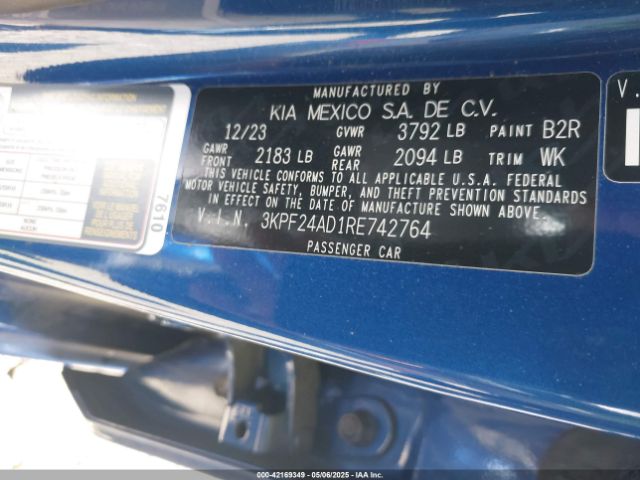 MANUFACTURED BY
KIA MEXICO S.A. DE C.V.
12/23 GVWR 3792 LB PAINT B2R
GAWR FRONT 2183 LB GAWR REAR 2094 LB TRIM WK
THIS VEHICLE CONFORMS TO ALL APPLICABLE U.S.A. FEDERAL
MOTOR VEHICLE SAFETY, BUMPER, AND THEFT PREVENTION STANDARDS
IN EFFECT ON THE DATE OF MANUFACTURE SHOWN ABOVE.
V.I.N. 3KPF24AD1RE742764
PASSENGER CAR
7610
V.
000-42169349 - 05/06/2025 - IAA Inc.